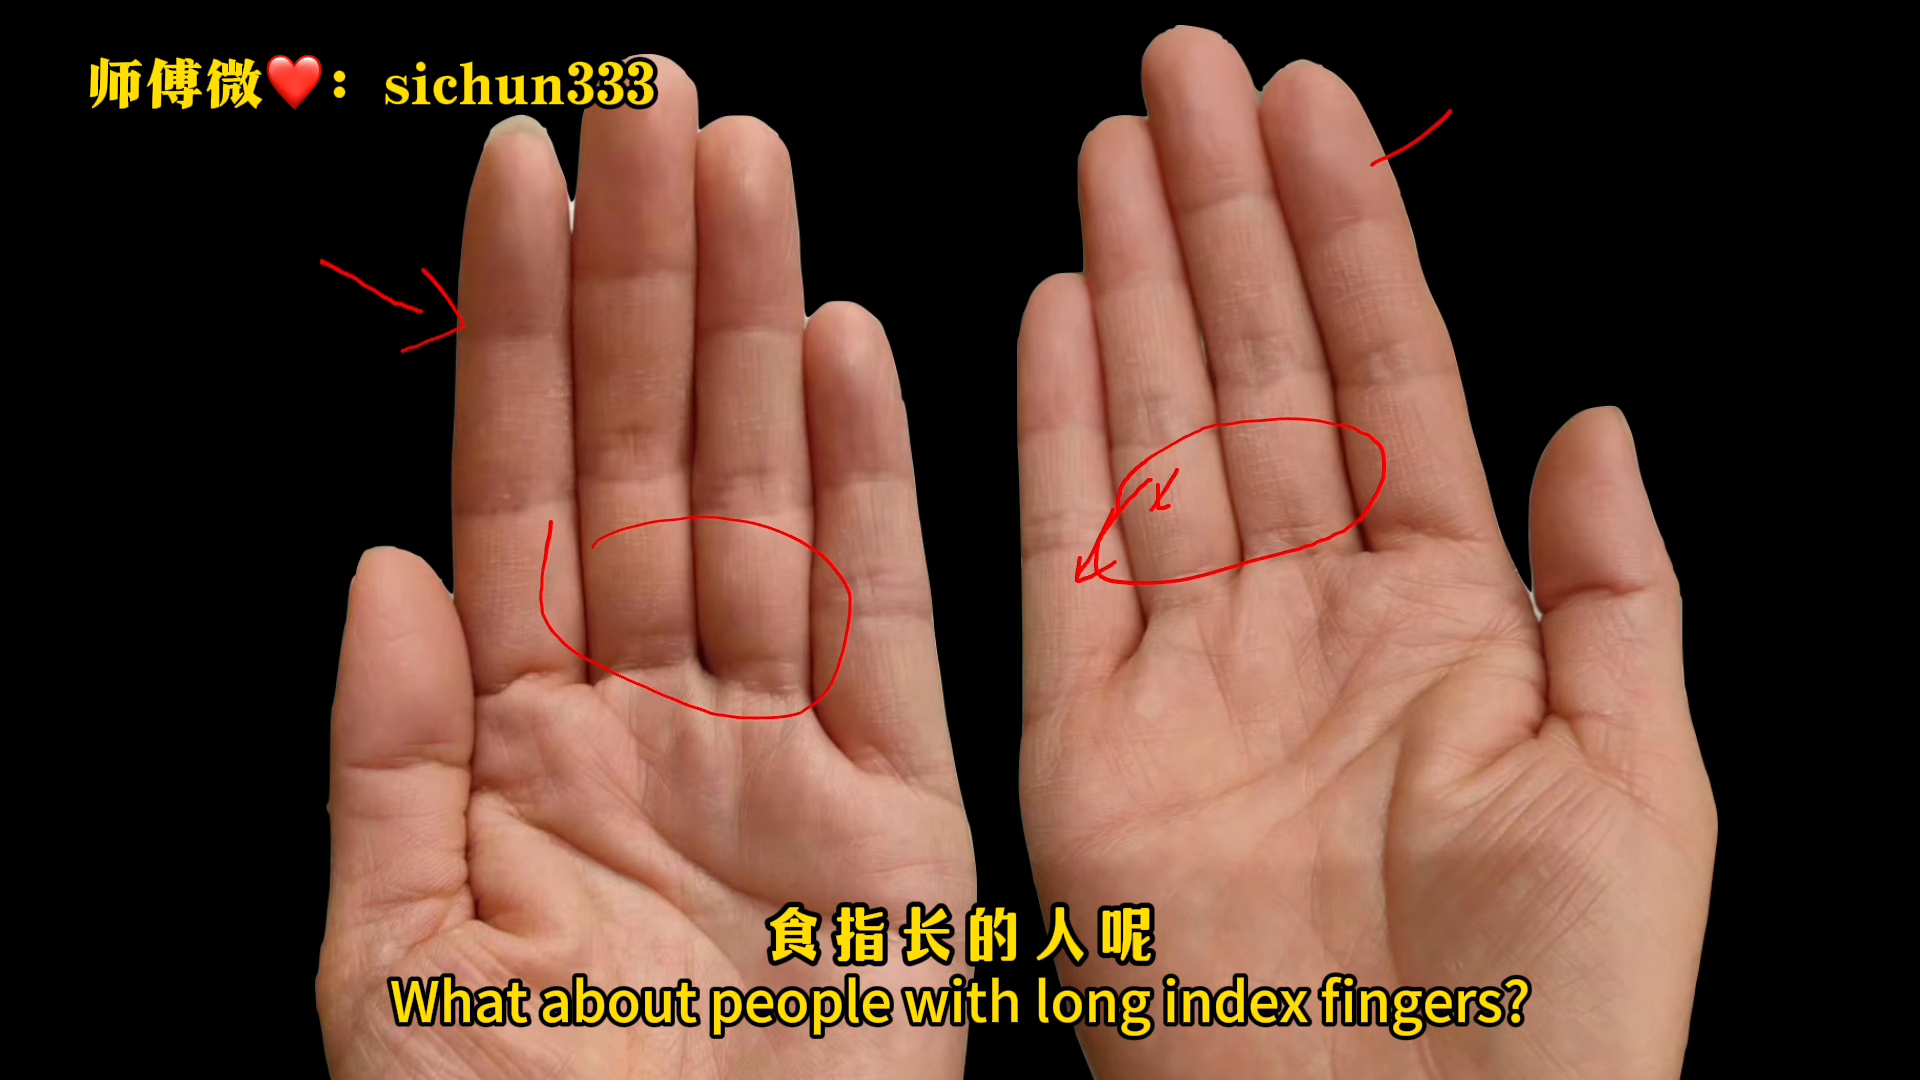 师傅微❤️：sichun333
食指长的人呢
What about people with long index fingers?